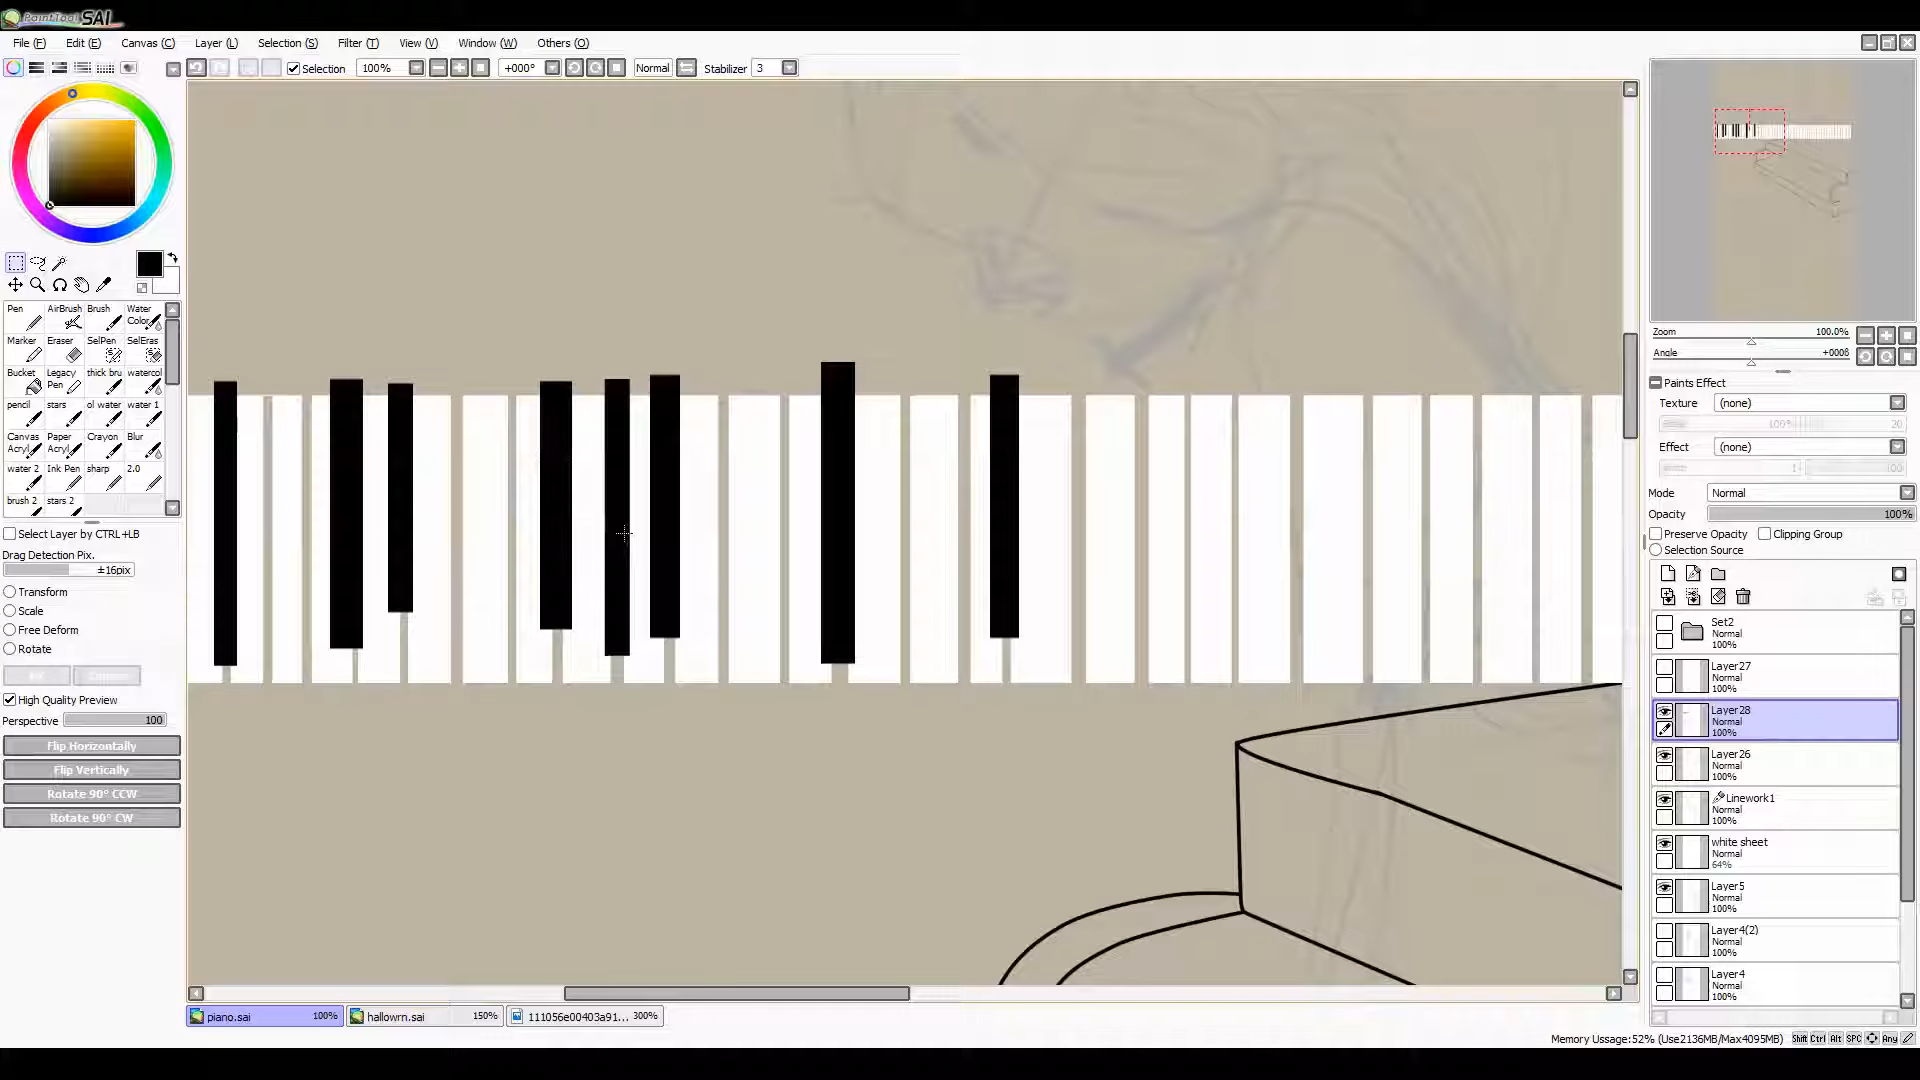 PaintTool SAI
File (F) Edit (E) Canvas (C) Layer (L) Selection (S) Filter (T) View (V) Window (W) Others (O)
Selection 100% +000° Normal Stabilizer 3
Pen AirBrush Brush Water Color
Marker Eraser SelPen SelEras
Bucket Legacy Pen thick bru watercol
pencil stars ol water water 1
Canvas Acryl Paper Acryl Crayon Blur
water 2 Ink Pen sharp 2.0
brush 2 stars 2
Select Layer by CTRL+LB
Drag Detection Pix.
±16pix
Transform
Scale
Free Deform
Rotate
High Quality Preview
Perspective 100
Flip Horizontally
Flip Vertically
Rotate 90° CCW
Rotate 90° CW
piano.sai 100% hallowrn.sai 150% 111056e00403a91... 300%
Zoom 100.0%
Angle
Paints Effect
Texture (none)
100% 20
Effect (none)
1 100
Mode Normal
Opacity 100%
Preserve Opacity Clipping Group
Selection Source
Set2
Normal
100%
Layer27
Normal
100%
Layer28
Normal
100%
Layer26
Normal
100%
Linework1
Normal
100%
white sheet
Normal
64%
Layer5
Normal
100%
Layer4(2)
Normal
100%
Layer4
Normal
100%
Memory Ussage:52% (Use2136MB/Max4095MB) Shift Ctrl Alt SPC Any